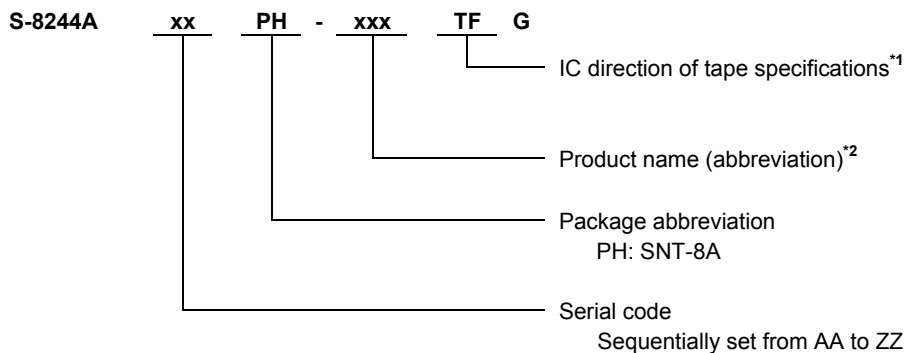 S-8244A xx PH - xxx TF G
IC direction of tape specifications*1
Product name (abbreviation)*2
Package abbreviation
PH: SNT-8A
Serial code
Sequentially set from AA to ZZ